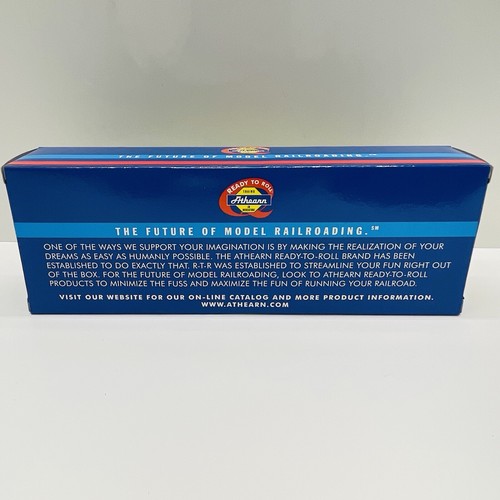 THE FUTURE OF MODEL RAILROADING.℠
READY TO ROLL
TRAINS
Athearn
THE FUTURE OF MODEL RAILROADING.℠
ONE OF THE WAYS WE SUPPORT YOUR IMAGINATION IS BY MAKING THE REALIZATION OF YOUR
DREAMS AS EASY AS HUMANLY POSSIBLE. THE ATHEARN READY-TO-ROLL BRAND HAS BEEN
ESTABLISHED TO DO EXACTLY THAT. R-T-R WAS ESTABLISHED TO STREAMLINE YOUR FUN RIGHT OUT
OF THE BOX. FOR THE FUTURE OF MODEL RAILROADING, LOOK TO ATHEARN READY-TO-ROLL
PRODUCTS TO MINIMIZE THE FUSS AND MAXIMIZE THE FUN OF RUNNING YOUR RAILROAD.
VISIT OUR WEBSITE FOR OUR ON-LINE CATALOG AND MORE PRODUCT INFORMATION.
WWW.ATHEARN.COM